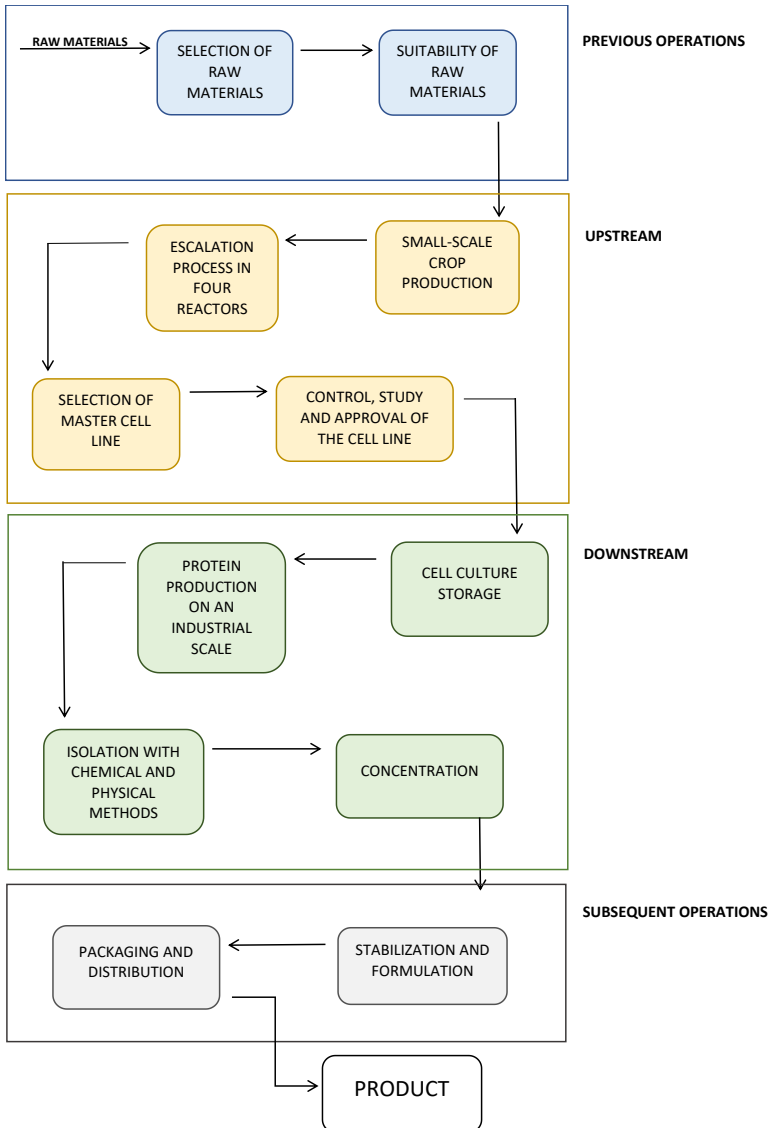 RAW MATERIALS
SELECTION OF
RAW
MATERIALS
SUITABILITY OF
RAW
MATERIALS
PREVIOUS OPERATIONS
UPSTREAM
SMALL-SCALE
CROP
PRODUCTION
ESCALATION
PROCESS IN
FOUR
REACTORS
SELECTION OF
MASTER CELL
LINE
CONTROL, STUDY
AND APPROVAL OF
THE CELL LINE
DOWNSTREAM
CELL CULTURE
STORAGE
PROTEIN
PRODUCTION
ON AN
INDUSTRIAL
SCALE
ISOLATION WITH
CHEMICAL AND
PHYSICAL
METHODS
CONCENTRATION
SUBSEQUENT OPERATIONS
STABILIZATION AND
FORMULATION
PACKAGING AND
DISTRIBUTION
PRODUCT